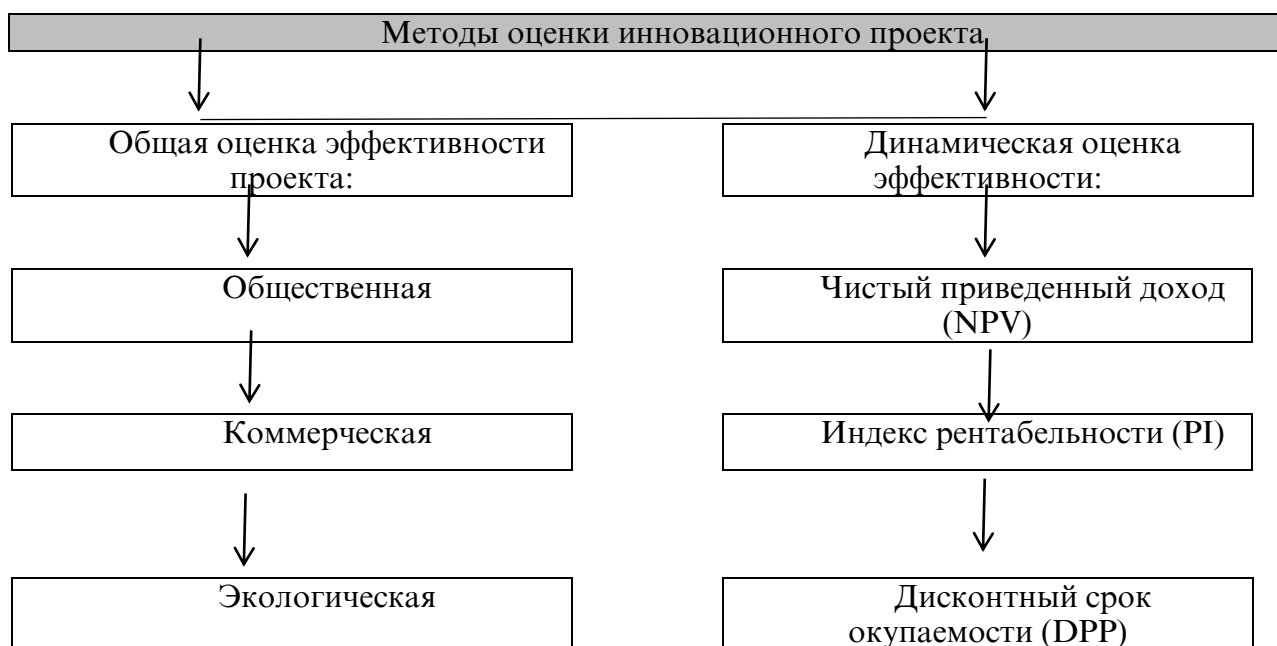 Методы оценки инновационного проекта
Общая оценка эффективности
проекта:
Динамическая оценка
эффективности:
Общественная
Чистый приведенный доход
(NPV)
Коммерческая
Индекс рентабельности (PI)
Экологическая
Дисконтный срок
окупаемости (DPP)